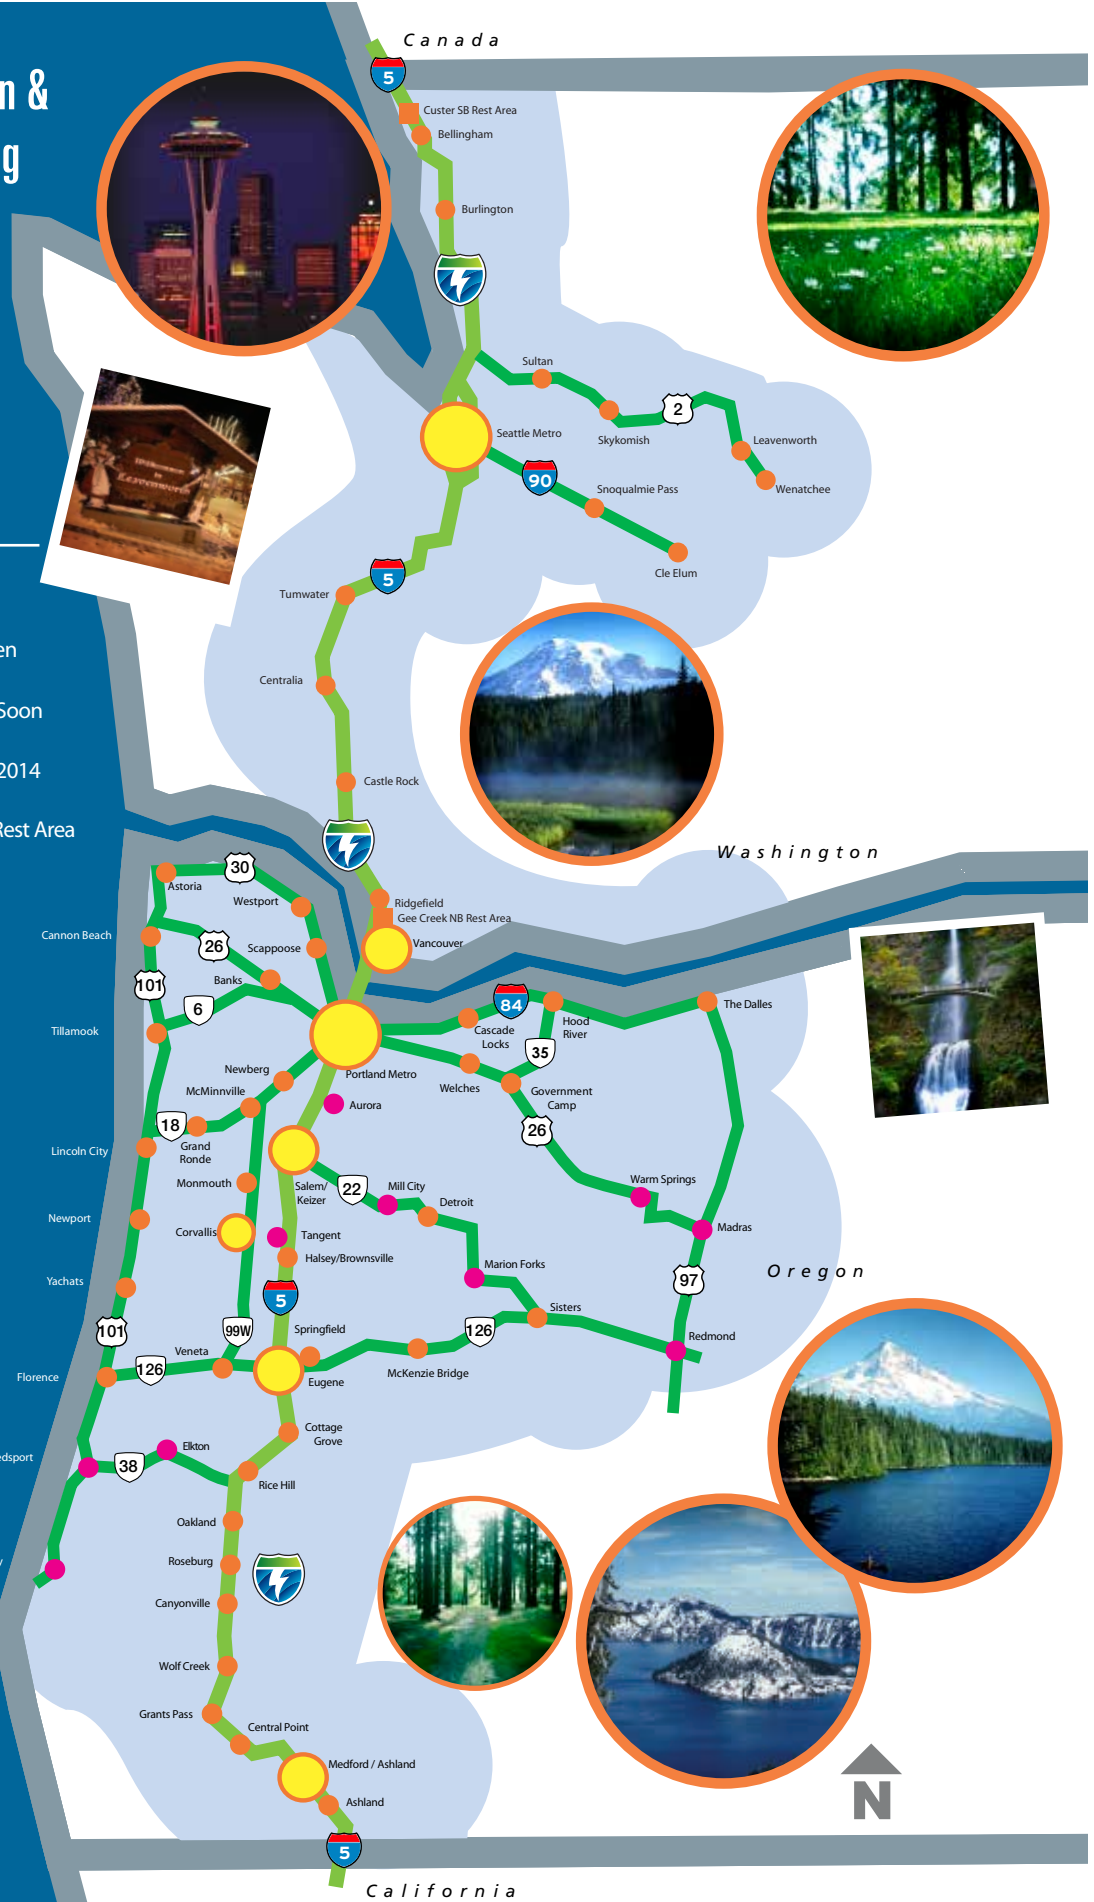 n &
g
en
Soon
2014
Rest Area
Canada
5
Custer SB Rest Area
Bellingham
Burlington
Sultan
2
Skykomish
Leavenworth
Wenatchee
Seattle Metro
90
Snoqualmie Pass
Cle Elum
5
Tumwater
Centralia
Castle Rock
Washington
30
Astoria
Westport
Ridgefield
Gee Creek NB Rest Area
Vancouver
Cannon Beach
26
Scappoose
Banks
101
6
Tillamook
84
The Dalles
Cascade
Locks
Hood
River
35
Portland Metro
Welches
Government
Camp
Newberg
McMinnville
Aurora
18
Grand
Ronde
26
Lincoln City
Monmouth
Salem/
Keizer
22
Mill City
Detroit
Warm Springs
Newport
Corvallis
Tangent
Halsey/Brownsville
Madras
Marion Forks
Oregon
97
Yachats
5
Sisters
101
99W
Springfield
126
Redmond
Veneta
126
McKenzie Bridge
Florence
Eugene
Cottage
Grove
Elkton
edsport
38
Rice Hill
Oakland
Roseburg
y
Canyonville
Wolf Creek
Grants Pass
Central Point
Medford / Ashland
Ashland
N
5
California